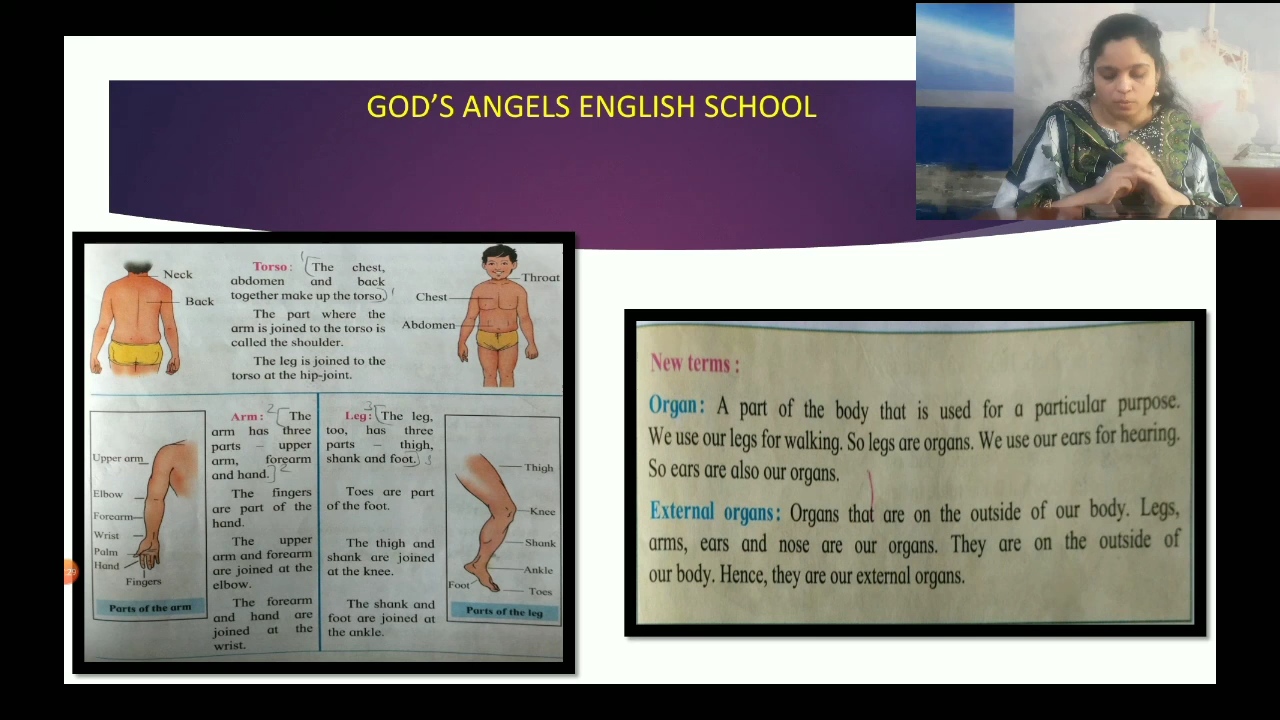 GOD'S ANGELS ENGLISH SCHOOL
Neck
Back
Torso: The chest,
abdomen and back
together make up the torso.
The part where the
arm is joined to the torso is
called the shoulder.
The leg is joined to the
torso at the hip-joint.
Throat
Chest
Abdomen
Upper arm
Elbow
Forearm
Wrist
Palm
Hand
Fingers
Parts of the arm
Arm: 2 The
arm has three
parts – upper
arm, forearm
and hand. 2
The fingers
are part of the
hand.
The upper
arm and forearm
are joined at the
elbow.
The forearm
and hand are
joined at the
wrist.
Leg: 3 The leg,
too, has three
parts – thigh,
shank and foot. 3
Toes are part
of the foot.
The thigh and
shank are joined
at the knee.
The shank and
foot are joined at
the ankle.
Thigh
Knee
Shank
Ankle
Foot
Toes
Parts of the leg
New terms :
Organ: A part of the body that is used for a particular purpose.
We use our legs for walking. So legs are organs. We use our ears for hearing.
So ears are also our organs.
External organs: Organs that are on the outside of our body. Legs,
arms, ears and nose are our organs. They are on the outside of
our body. Hence, they are our external organs.